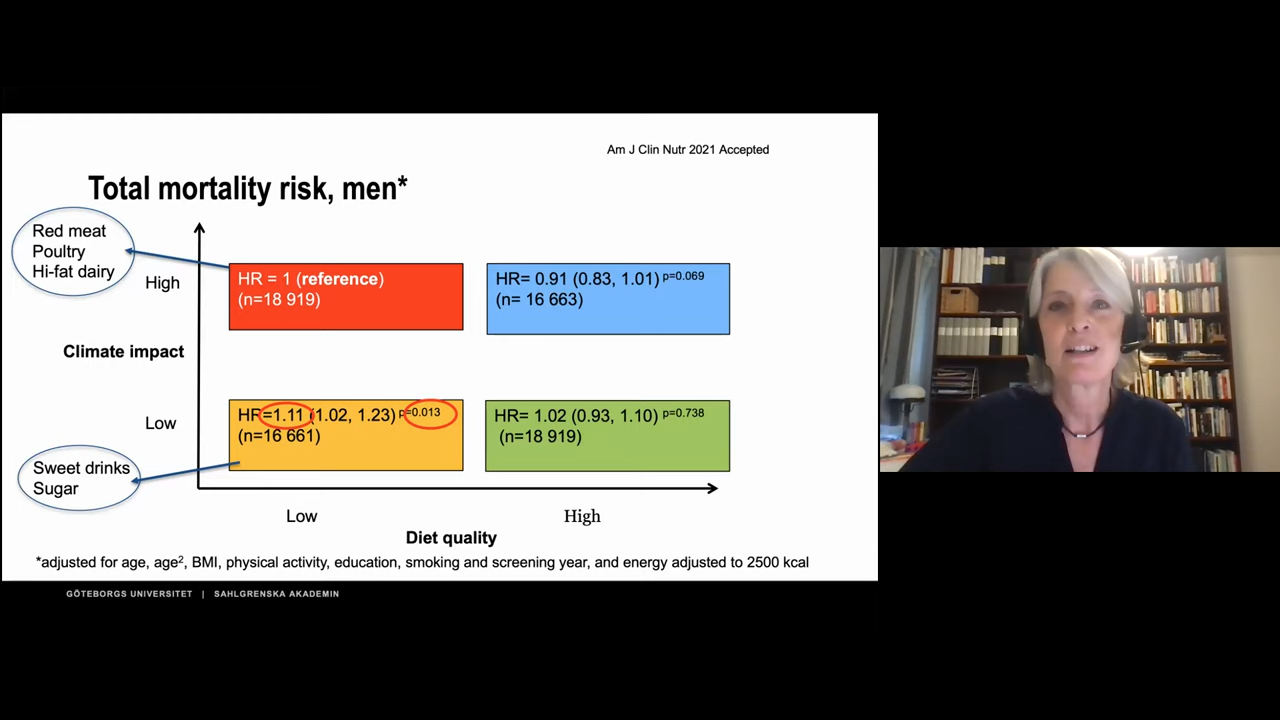 Am J Clin Nutr 2021 Accepted
Total mortality risk, men*
Red meat
Poultry
Hi-fat dairy
High
HR = 1 (reference)
(n=18 919)
HR= 0.91 (0.83, 1.01) p=0.069
(n= 16 663)
Climate impact
Low
HR=1.11 (1.02, 1.23) p=0.013
(n=16 661)
HR= 1.02 (0.93, 1.10) p=0.738
(n=18 919)
Sweet drinks
Sugar
Low
High
Diet quality
*adjusted for age, age², BMI, physical activity, education, smoking and screening year, and energy adjusted to 2500 kcal
GÖTEBORGS UNIVERSITET | SAHLGRENSKA AKADEMIN